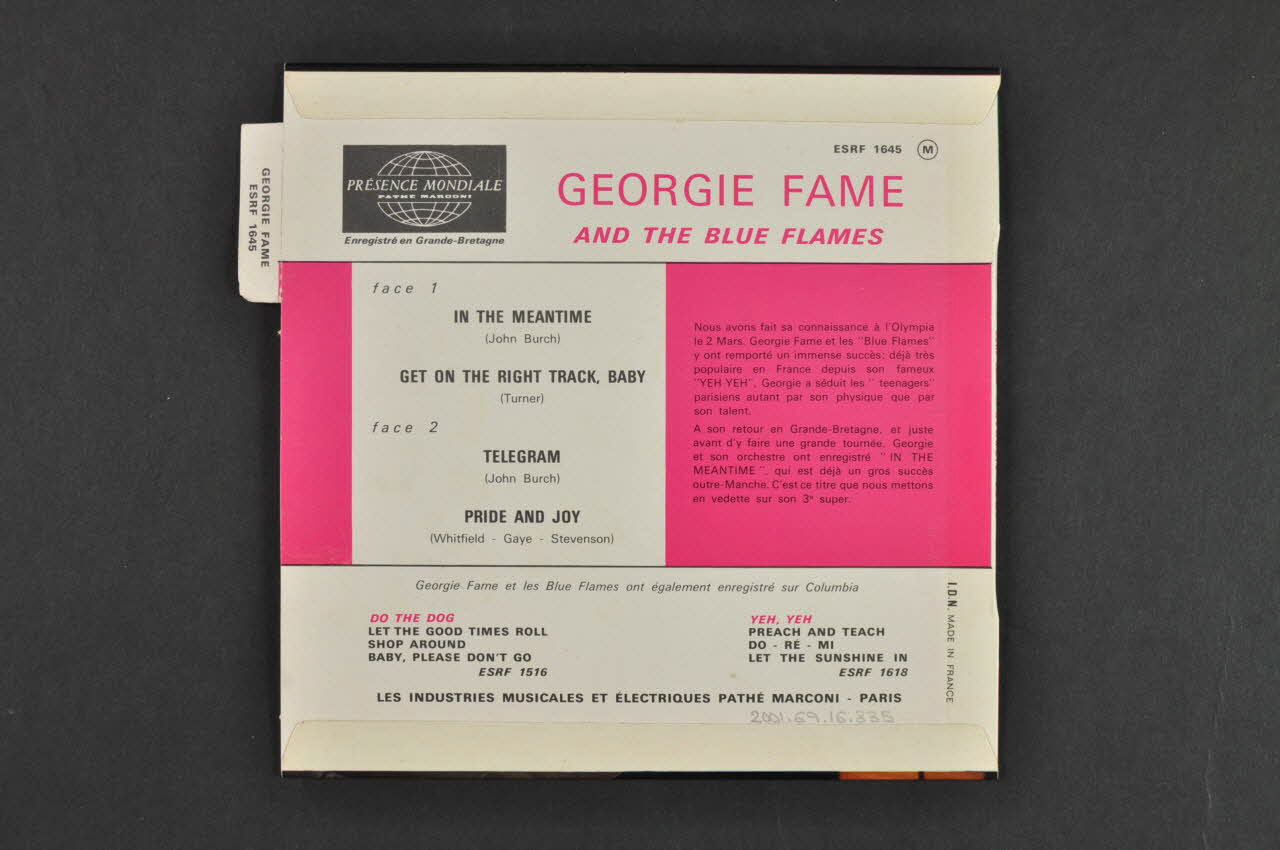 GEORGIE FAME
ESRF 1645
PRÉSENCE MONDIALE
PATHÉ MARCONI
Enregistré en Grande-Bretagne
ESRF 1645 M
GEORGIE FAME
AND THE BLUE FLAMES
face 1
IN THE MEANTIME
(John Burch)
GET ON THE RIGHT TRACK, BABY
(Turner)
face 2
TELEGRAM
(John Burch)
PRIDE AND JOY
(Whitfield - Gaye - Stevenson)
Nous avons fait sa connaissance à l'Olympia
le 2 Mars. Georgie Fame et les "Blue Flames"
y ont remporté un immense succès; déjà très
populaire en France depuis son fameux
"YEH YEH", Georgie a séduit les " teenagers"
parisiens autant par son physique que par
son talent.
A son retour en Grande-Bretagne, et juste
avant d'y faire une grande tournée, Georgie
et son orchestre ont enregistré " IN THE
MEANTIME ", qui est déjà un gros succès
outre-Manche. C'est ce titre que nous mettons
en vedette sur son 3e super.
Georgie Fame et les Blue Flames ont également enregistré sur Columbia
DO THE DOG
LET THE GOOD TIMES ROLL
SHOP AROUND
BABY, PLEASE DON'T GO
ESRF 1516
YEH, YEH
PREACH AND TEACH
DO - RÉ - MI
LET THE SUNSHINE IN
ESRF 1618
LES INDUSTRIES MUSICALES ET ÉLECTRIQUES PATHÉ MARCONI - PARIS
I.D.N. MADE IN FRANCE
2001.69.16.335